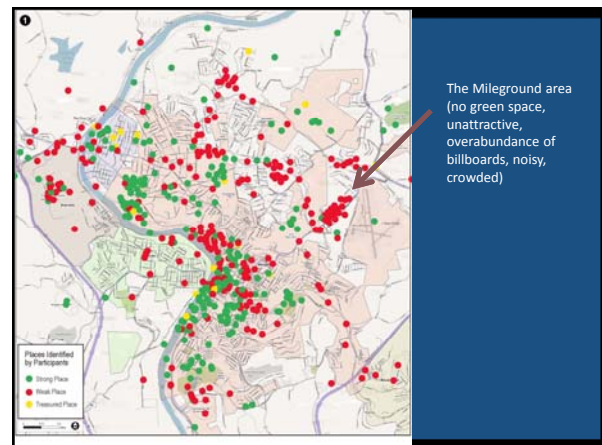 1
The Mileground area
(no green space,
unattractive,
overabundance of
billboards, noisy,
crowded)
Places Identified
by Participants
Strong Place
Weak Place
Treasured Place